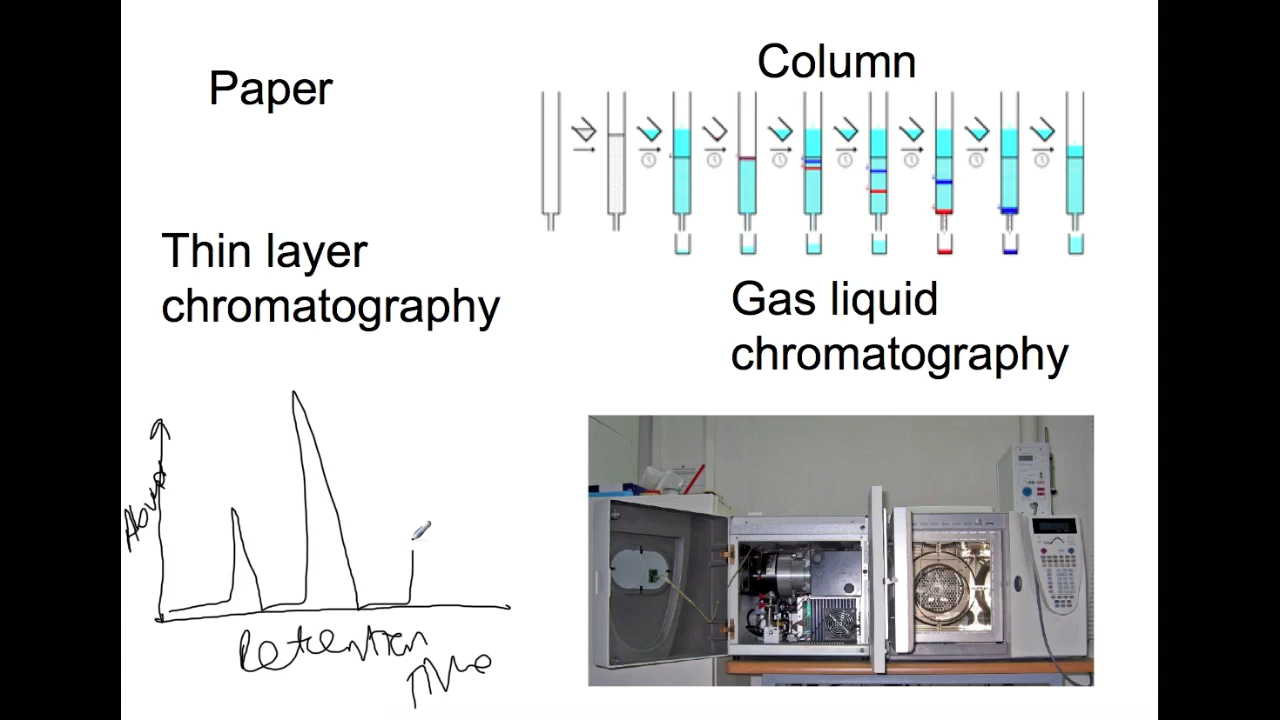 Paper
Column
Thin layer
chromatography
Gas liquid
chromatography
Retention
Time